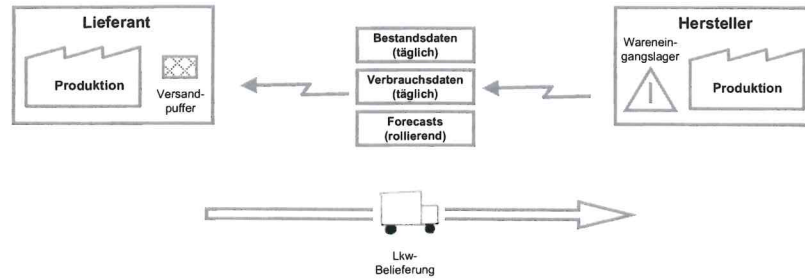 Lieferant
Produktion
Versand-
puffer
Bestandsdaten
(täglich)
Verbrauchsdaten
(täglich)
Forecasts
(rollierend)
Hersteller
Warenein-
gangslager
Produktion
Lkw-
Belieferung